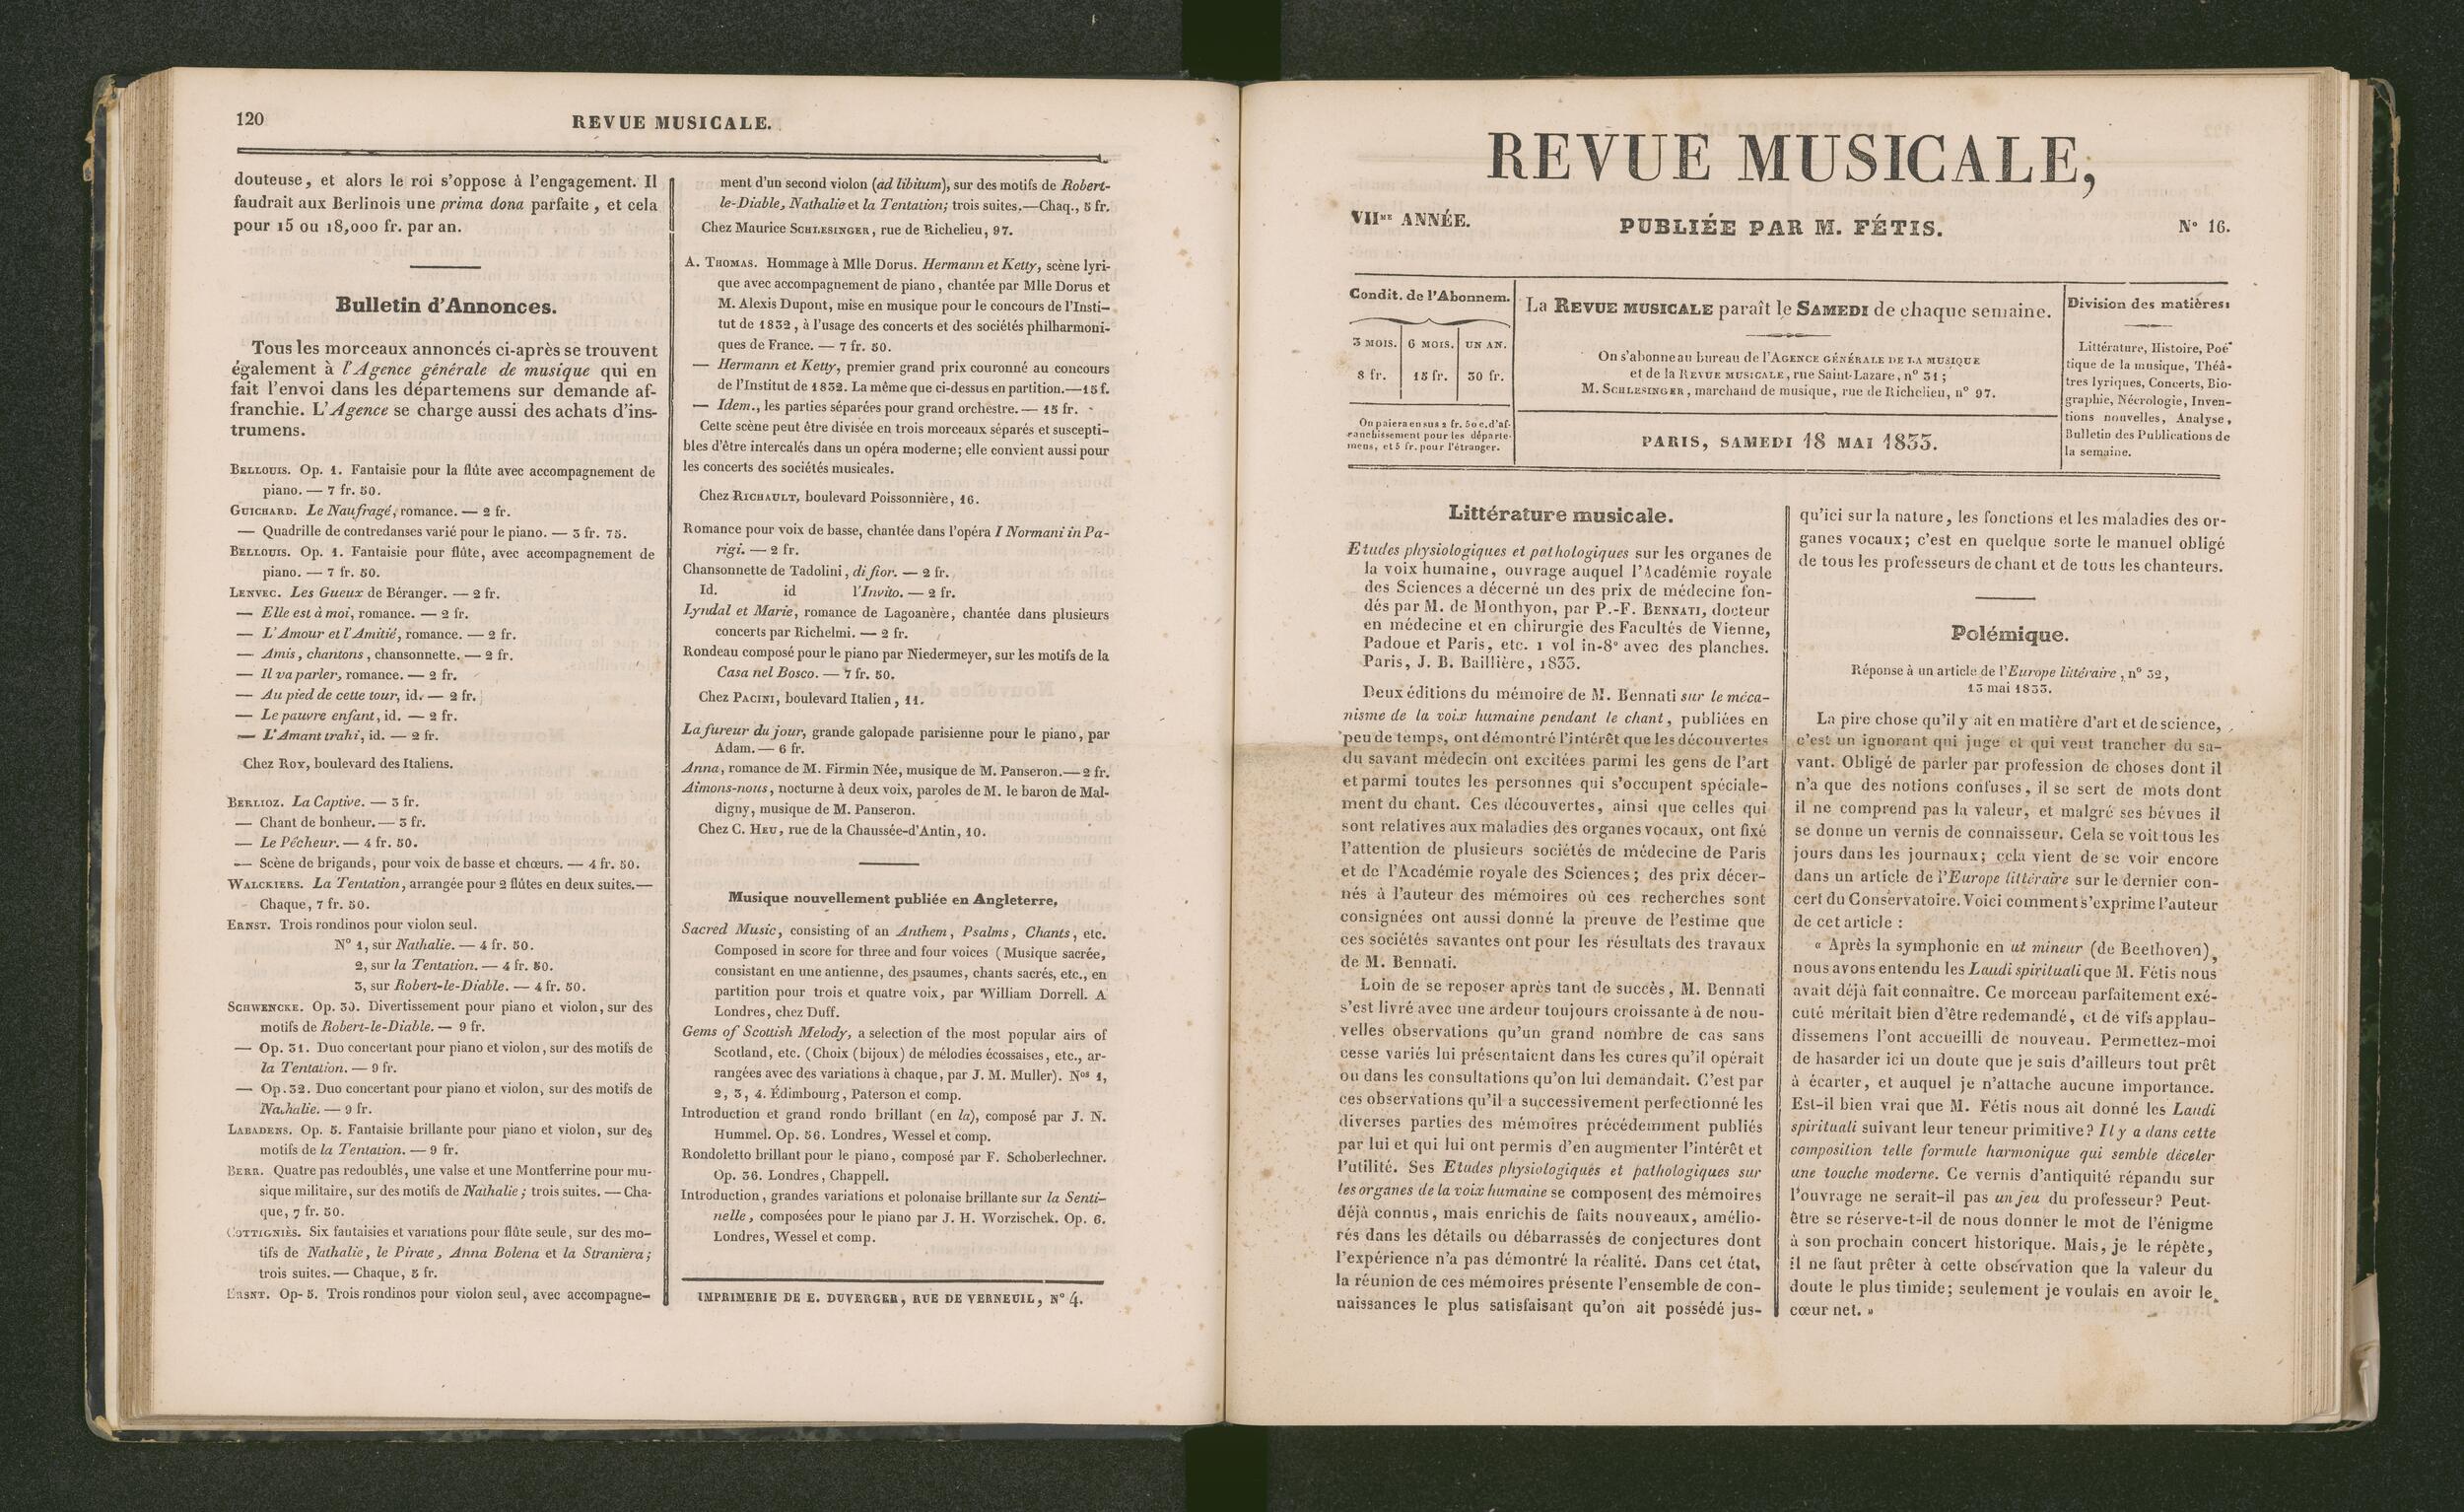 120
REVUE MUSICALE.
douteuse, et alors le roi s'oppose à l'engagement. Il
faudrait aux Berlinois une prima dona parfaite, et cela
pour 15 ou 18,000 fr. par an.
Bulletin d'Annonces.
Tous les morceaux annoncés ci-après se trouvent
également à l'Agence générale de musique qui en
fait l'envoi dans les départemens sur demande af-
franchie. L'Agence se charge aussi des achats d'ins-
trumens.
BELLOUIS. Op. 1. Fantaisie pour la flûte avec accompagnement de
piano. — 7 fr. 50.
GUICHARD. Le Naufragé, romance. — 2 fr.
— Quadrille de contredanses varié pour le piano. — 3 fr. 75.
BELLOUIS. Op. 1. Fantaisie pour flûte, avec accompagnement de
piano. — 7 fr. 50.
LENVEC. Les Gueux de Béranger. — 2 fr.
— Elle est à moi, romance. — 2 fr.
— L'Amour et l'Amitié, romance. — 2 fr.
— Amis, chantons, chansonnette. — 2 fr.
— Il va parler, romance. — 2 fr.
— Au pied de cette tour, id. — 2 fr.
— Le pauvre enfant, id. — 2 fr.
— L'Amant trahi, id. — 2 fr.
Chez ROY, boulevard des Italiens.
BERLIOZ. La Captive. — 3 fr.
— Chant de bonheur. — 3 fr.
— Le Pêcheur. — 4 fr. 50.
— Scène de brigands, pour voix de basse et chœurs. — 4 fr. 50.
WALCKIERS. La Tentation, arrangée pour 2 flûtes en deux suites.—
Chaque, 7 fr. 50.
ERNST. Trois rondinos pour violon seul.
N° 1, sur Nathalie. — 4 fr. 50.
2, sur la Tentation. — 4 fr. 50.
3, sur Robert-le-Diable. — 4 fr. 50.
SCHWENCKE. Op. 30. Divertissement pour piano et violon, sur des
motifs de Robert-le-Diable. — 9 fr.
— Op. 31. Duo concertant pour piano et violon, sur des motifs de
la Tentation. — 9 fr.
— Op. 32. Duo concertant pour piano et violon, sur des motifs de
Nathalie. — 9 fr.
LABADENS. Op. 5. Fantaisie brillante pour piano et violon, sur des
motifs de la Tentation. — 9 fr.
BERR. Quatre pas redoublés, une valse et une Montferrine pour mu-
sique militaire, sur des motifs de Nathalie; trois suites. — Cha-
que, 7 fr. 50.
COTTIGNIÈS. Six fantaisies et variations pour flûte seule, sur des mo-
tifs de Nathalie, le Pirate, Anna Bolena et la Straniera;
trois suites. — Chaque, 5 fr.
ERSNT. Op- 5. Trois rondinos pour violon seul, avec accompagne-
ment d'un second violon (ad libitum), sur des motifs de Robert-
le-Diable, Nathalie et la Tentation; trois suites.—Chaq., 5 fr.
Chez Maurice SCHLESINGER, rue de Richelieu, 97.
A. THOMAS. Hommage à Mlle Dorus. Hermann et Ketty, scène lyri-
que avec accompagnement de piano, chantée par Mlle Dorus et
M. Alexis Dupont, mise en musique pour le concours de l'Insti-
tut de 1832, à l'usage des concerts et des sociétés philharmoni-
ques de France. — 7 fr. 50.
— Hermann et Ketty, premier grand prix couronné au concours
de l'Institut de 1832. La même que ci-dessus en partition.—15 f.
— Idem., les parties séparées pour grand orchestre. — 15 fr.
Cette scène peut être divisée en trois morceaux séparés et suscepti-
bles d'être intercalés dans un opéra moderne; elle convient aussi pour
les concerts des sociétés musicales.
Chez RICHAULT, boulevard Poissonnière, 16.
Romance pour voix de basse, chantée dans l'opéra I Normani in Pa-
rigi. — 2 fr.
Chansonnette de Tadolini, di fior. — 2 fr.
Id. id l'Invito. — 2 fr.
Lyndal et Marie, romance de Lagoanère, chantée dans plusieurs
concerts par Richelmi. — 2 fr.
Rondeau composé pour le piano par Niedermeyer, sur les motifs de la
Casa nel Bosco. — 7 fr. 50.
Chez PACINI, boulevard Italien, 11.
La fureur du jour, grande galopade parisienne pour le piano, par
Adam. — 6 fr.
Anna, romance de M. Firmin Née, musique de M. Panseron.—2 fr.
Aimons-nous, nocturne à deux voix, paroles de M. le baron de Mal-
digny, musique de M. Panseron.
Chez C. HEU, rue de la Chaussée-d'Antin, 10.
Musique nouvellement publiée en Angleterre,
Sacred Music, consisting of an Anthem, Psalms, Chants, etc.
Composed in score for three and four voices (Musique sacrée,
consistant en une antienne, des psaumes, chants sacrés, etc., en
partition pour trois et quatre voix, par William Dorrell. A
Londres, chez Duff.
Gems of Scottish Melody, a selection of the most popular airs of
Scotland, etc. (Choix (bijoux) de mélodies écossaises, etc., ar-
rangées avec des variations à chaque, par J. M. Muller). Nos 1,
2, 3, 4. Édimbourg, Paterson et comp.
Introduction et grand rondo brillant (en la), composé par J. N.
Hummel. Op. 56. Londres, Wessel et comp.
Rondoletto brillant pour le piano, composé par F. Schoberlechner.
Op. 36. Londres, Chappell.
Introduction, grandes variations et polonaise brillante sur la Senti-
nelle, composées pour le piano par J. H. Worzischek. Op. 6.
Londres, Wessel et comp.
IMPRIMERIE DE E. DUVERGER, RUE DE VERNEUIL, N° 4.
REVUE MUSICALE,
VIIme ANNÉE.
PUBLIÉE PAR M. FÉTIS.
N° 16.
Condit. de l'Abonnem.
3 MOIS. 6 MOIS. UN AN.
8 fr. 15 fr. 30 fr.
On paiera en sus 2 fr. 50 c. d'af-
ranchissement pour les départe-
mens, et 5 fr. pour l'étranger.
La REVUE MUSICALE paraît le SAMEDI de chaque semaine.
On s'abonne au bureau de l'AGENCE GÉNÉRALE DE LA MUSIQUE
et de la REVUE MUSICALE, rue Saint-Lazare, n° 31;
M. SCHLESINGER, marchand de musique, rue de Richelieu, n° 97.
PARIS, SAMEDI 18 MAI 1833.
Division des matières:
Littérature, Histoire, Poé-
tique de la musique, Théâ-
tres lyriques, Concerts, Bio-
graphie, Nécrologie, Inven-
tions nouvelles, Analyse,
Bulletin des Publications de
la semaine.
Littérature musicale.
Etudes physiologiques et pathologiques sur les organes de
la voix humaine, ouvrage auquel l'Académie royale
des Sciences a décerné un des prix de médecine fon-
dés par M. de Monthyon, par P.-F. BENNATI, docteur
en médecine et en chirurgie des Facultés de Vienne,
Padoue et Paris, etc. 1 vol in-8° avec des planches.
Paris, J. B. Baillière, 1833.
Deux éditions du mémoire de M. Bennati sur le méca-
nisme de la voix humaine pendant le chant, publiées en
peu de temps, ont démontré l'intérêt que les découvertes
du savant médecin ont excitées parmi les gens de l'art
et parmi toutes les personnes qui s'occupent spéciale-
ment du chant. Ces découvertes, ainsi que celles qui
sont relatives aux maladies des organes vocaux, ont fixé
l'attention de plusieurs sociétés de médecine de Paris
et de l'Académie royale des Sciences; des prix décer-
nés à l'auteur des mémoires où ces recherches sont
consignées ont aussi donné la preuve de l'estime que
ces sociétés savantes ont pour les résultats des travaux
de M. Bennati.
Loin de se reposer après tant de succès, M. Bennati
s'est livré avec une ardeur toujours croissante à de nou-
velles observations qu'un grand nombre de cas sans
cesse variés lui présentaient dans les cures qu'il opérait
ou dans les consultations qu'on lui demandait. C'est par
ces observations qu'il a successivement perfectionné les
diverses parties des mémoires précédemment publiés
par lui et qui lui ont permis d'en augmenter l'intérêt et
l'utilité. Ses Etudes physiologiques et pathologiques sur
les organes de la voix humaine se composent des mémoires
déjà connus, mais enrichis de faits nouveaux, amélio-
rés dans les détails ou débarrassés de conjectures dont
l'expérience n'a pas démontré la réalité. Dans cet état,
la réunion de ces mémoires présente l'ensemble de con-
naissances le plus satisfaisant qu'on ait possédé jus-
qu'ici sur la nature, les fonctions et les maladies des or-
ganes vocaux; c'est en quelque sorte le manuel obligé
de tous les professeurs de chant et de tous les chanteurs.
Polémique.
Réponse à un article de l'Europe littéraire, n° 32,
13 mai 1833.
La pire chose qu'il y ait en matière d'art et de science,
c'est un ignorant qui juge et qui veut trancher du sa-
vant. Obligé de parler par profession de choses dont il
n'a que des notions confuses, il se sert de mots dont
il ne comprend pas la valeur, et malgré ses bévues il
se donne un vernis de connaisseur. Cela se voit tous les
jours dans les journaux; cela vient de se voir encore
dans un article de l'Europe littéraire sur le dernier con-
cert du Conservatoire. Voici comment s'exprime l'auteur
de cet article :
« Après la symphonie en ut mineur (de Beethoven),
nous avons entendu les Laudi spirituali que M. Fétis nous
avait déjà fait connaître. Ce morceau parfaitement exé-
cuté méritait bien d'être redemandé, et de vifs applau-
dissemens l'ont accueilli de nouveau. Permettez-moi
de hasarder ici un doute que je suis d'ailleurs tout prêt
à écarter, et auquel je n'attache aucune importance.
Est-il bien vrai que M. Fétis nous ait donné les Laudi
spirituali suivant leur teneur primitive? Il y a dans cette
composition telle formule harmonique qui semble déceler
une touche moderne. Ce vernis d'antiquité répandu sur
l'ouvrage ne serait-il pas un jeu du professeur? Peut-
être se réserve-t-il de nous donner le mot de l'énigme
à son prochain concert historique. Mais, je le répète,
il ne faut prêter à cette observation que la valeur du
doute le plus timide; seulement je voulais en avoir le
cœur net. »